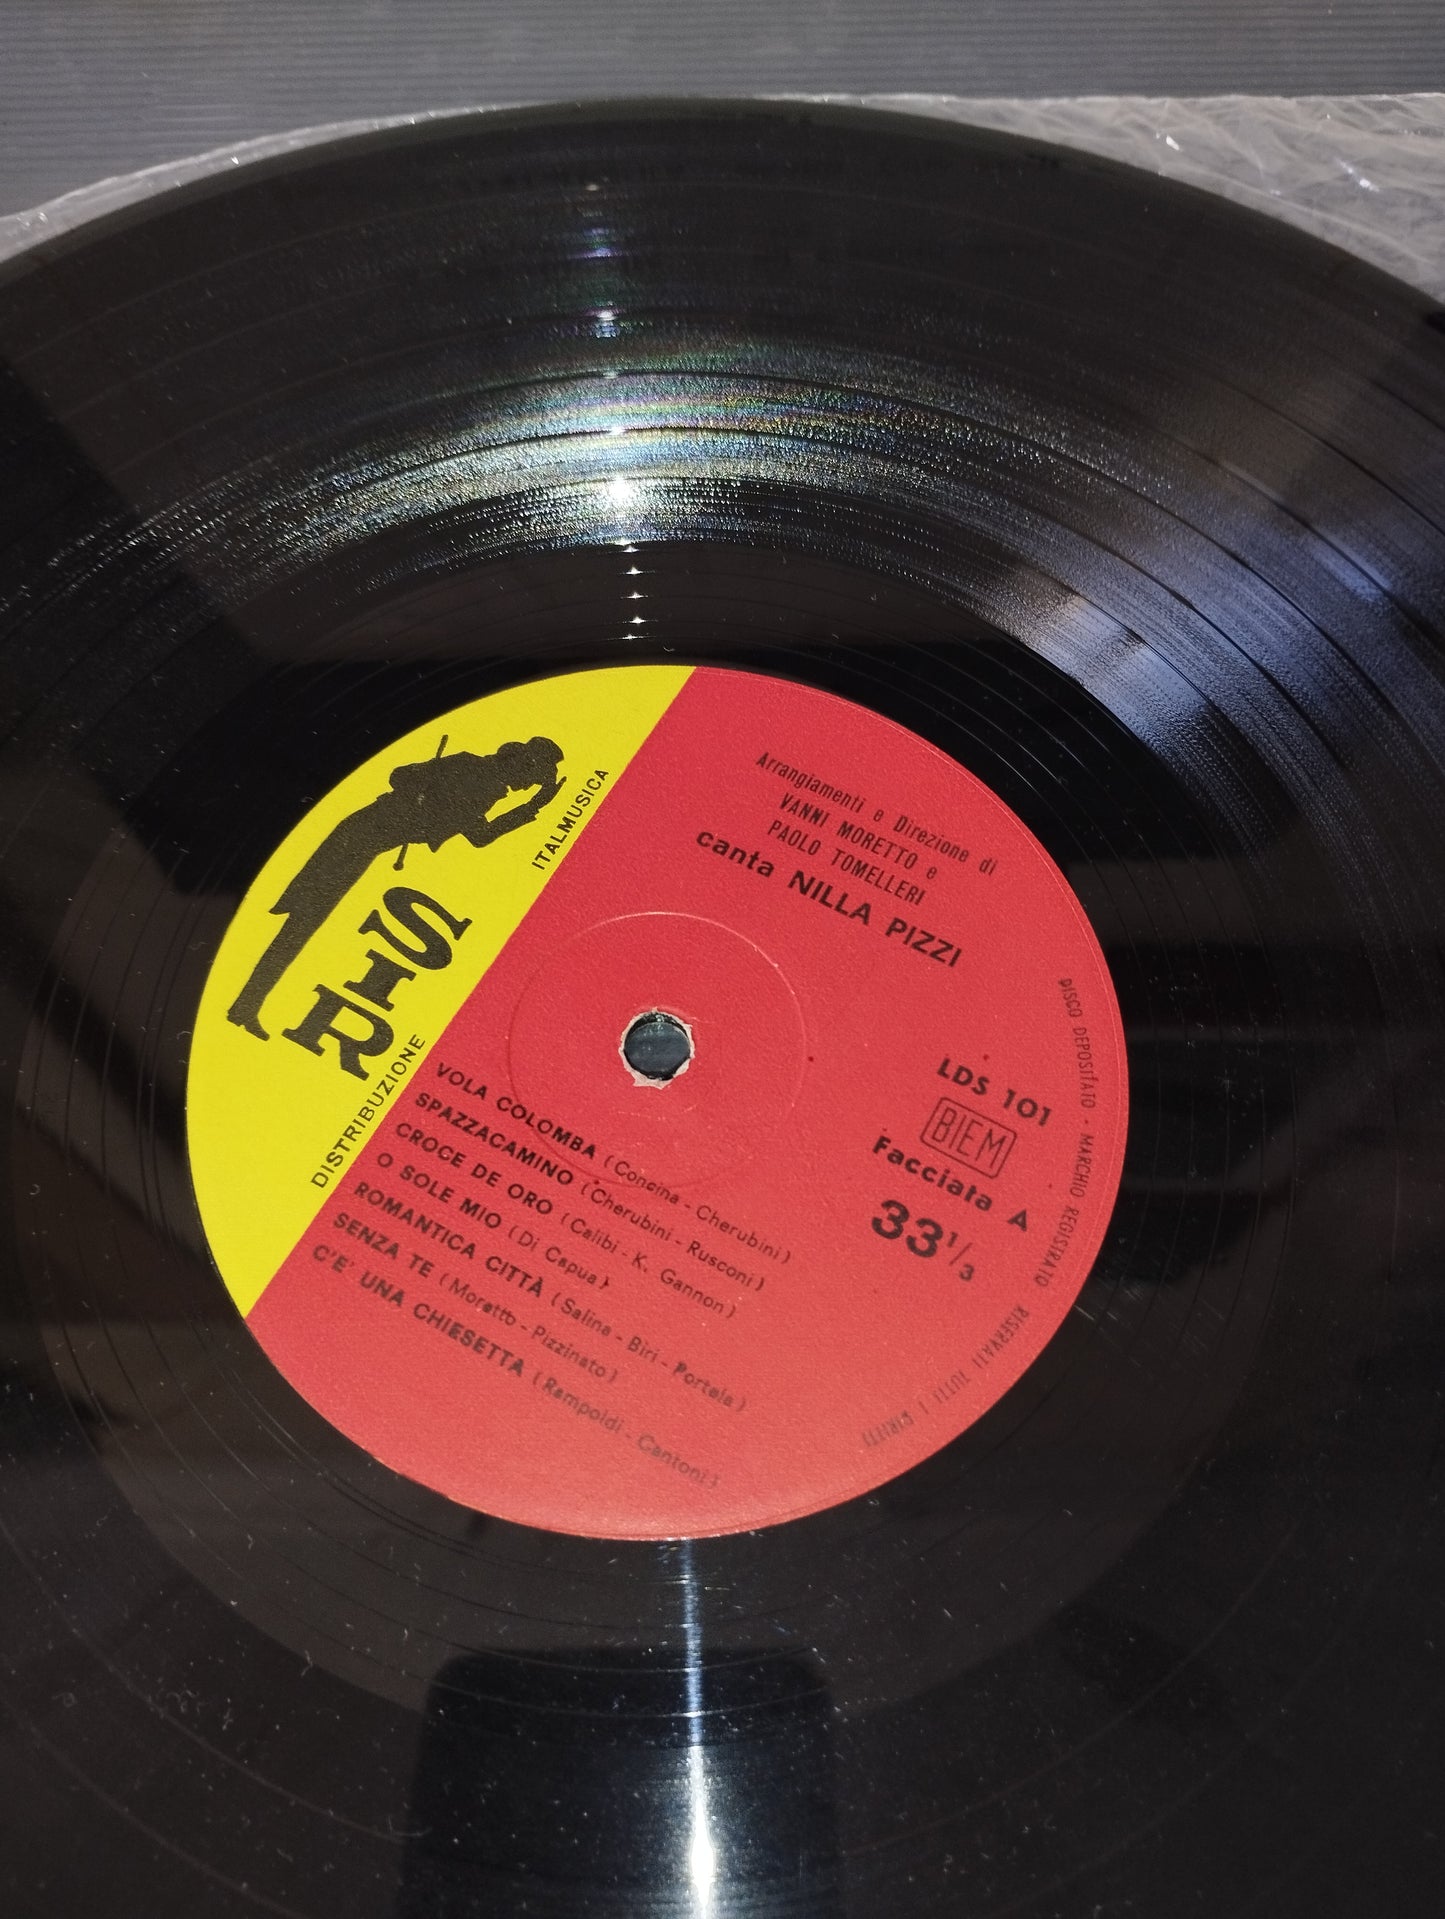 Arrangiamenti e Direzione di
VANNI MORETTO e
PAOLO TOMELLERI
canta NILLA PIZZI
ITALMUSICA
RIS
DISTRIBUZIONE
LDS 101
BIEM
Facciata A
33 1/3
VOLA COLOMBA (Concina - Cherubini)
SPAZZACAMINO (Cherubini - Rusconi)
CROCE DE ORO (Calibi - K. Gannon)
O SOLE MIO (Di Capua)
ROMANTICA CITTÀ (Salina - Biri - Portela)
SENZA TE (Moretto - Pizzinato)
C'E' UNA CHIESETTA (Rampoldi - Cantoni)
DISCO DEPOSITATO - MARCHIO REGISTRATO RISERVATI TUTTI I DIRITTI